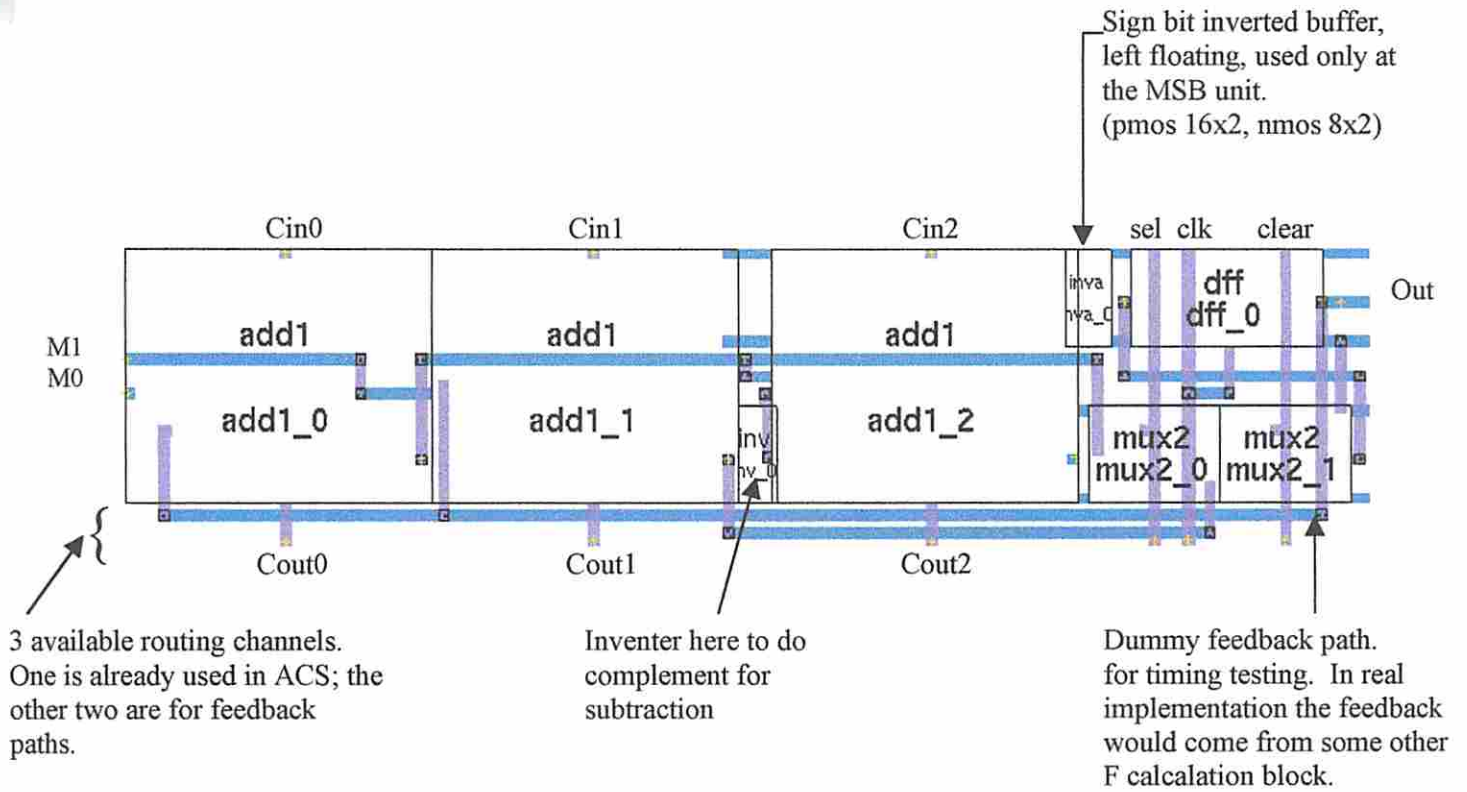 Sign bit inverted buffer,
left floating, used only at
the MSB unit.
(pmos 16x2, nmos 8x2)
Cin0
Cin1
Cin2
sel clk clear
inva
nva_0
dff
dff_0
Out
add1
add1
add1
M1
M0
add1_0
add1_1
add1_2
inv
nv_0
mux2
mux2_0
mux2
mux2_1
Cout0
Cout1
Cout2
3 available routing channels.
One is already used in ACS; the
other two are for feedback
paths.
Inventer here to do
complement for
subtraction
Dummy feedback path.
for timing testing. In real
implementation the feedback
would come from some other
F calcalation block.